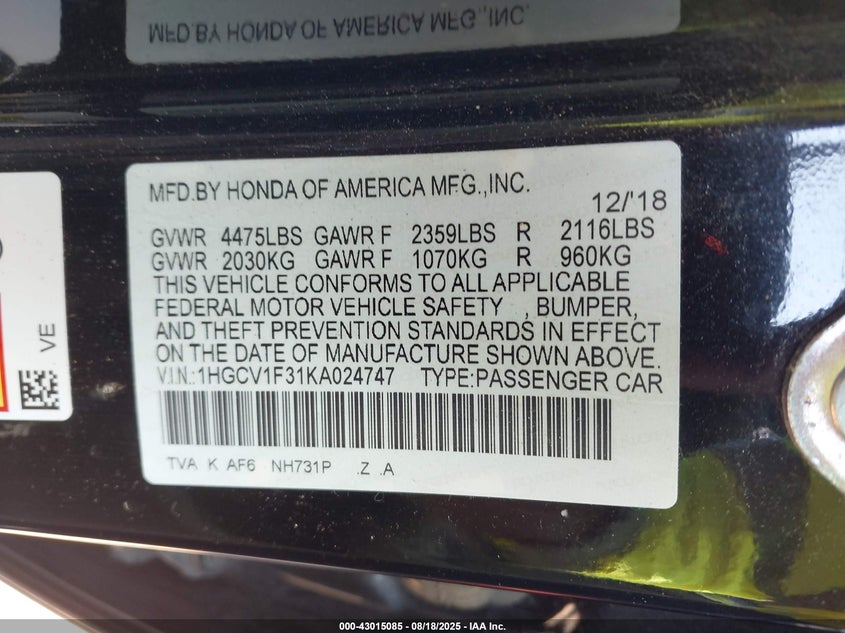 MFD.BY HONDA OF AMERICA MFG.,INC.
MFD.BY HONDA OF AMERICA MFG.,INC.
12/'18
GVWR 4475LBS GAWR F 2359LBS R 2116LBS
GVWR 2030KG GAWR F 1070KG R 960KG
THIS VEHICLE CONFORMS TO ALL APPLICABLE
FEDERAL MOTOR VEHICLE SAFETY , BUMPER,
AND THEFT PREVENTION STANDARDS IN EFFECT
ON THE DATE OF MANUFACTURE SHOWN ABOVE.
V.I.N.:1HGCV1F31KA024747 TYPE:PASSENGER CAR
TVA K AF6 NH731P .Z .A
VE
000-43015085 - 08/18/2025 - IAA Inc.